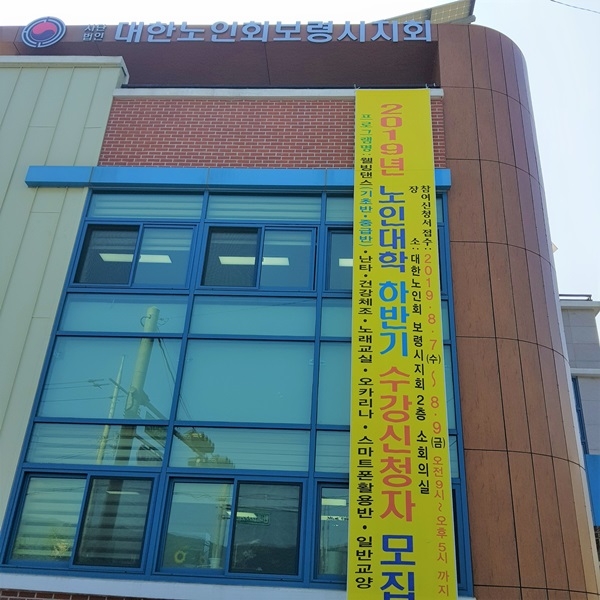 사단
법인 대한노인회보령시지회
2019년 노인대학 하반기 수강신청자 모집
프로그램명 : 웰빙댄스(기초반·중급반)·난타·건강체조·노래교실·오카리나·스마트폰활용반·일반교양
참여신청서 접수 : 2019·8·7(수) ~ 8·9(금) 오전9시~오후5시 까지
장 소 : 대한노인회 보령시지회 2층 소회의실